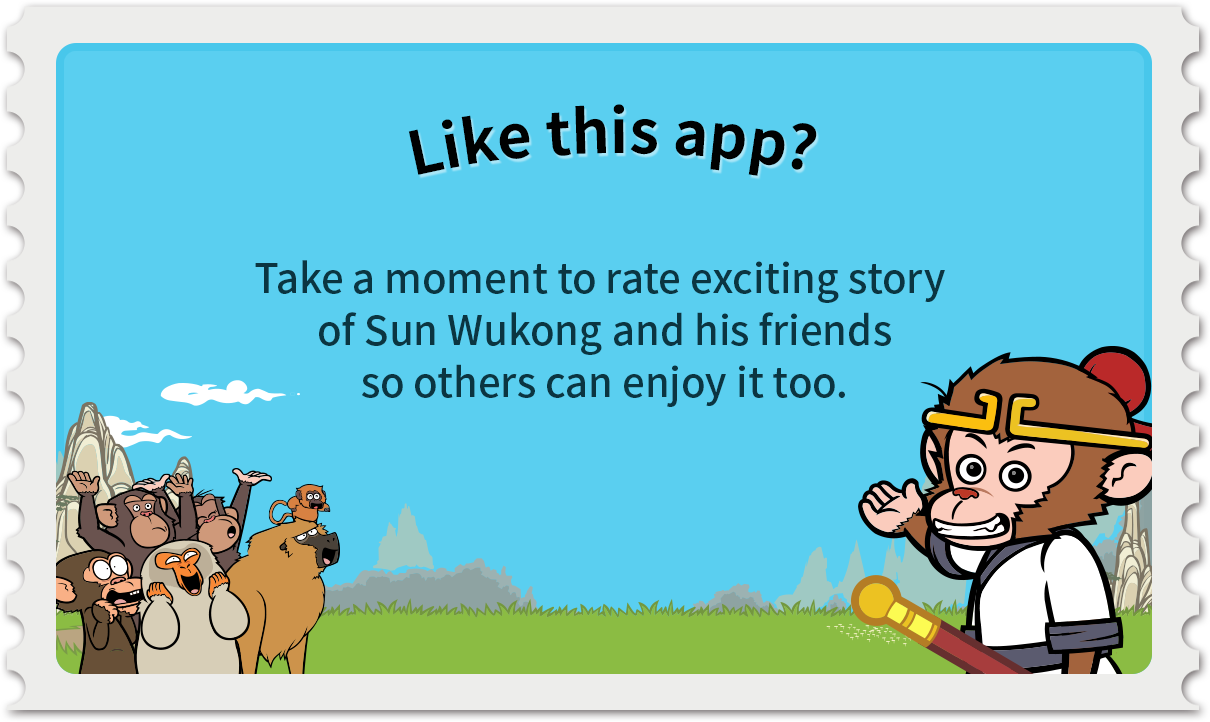 Like this app?
Take a moment to rate exciting story
of Sun Wukong and his friends
so others can enjoy it too.